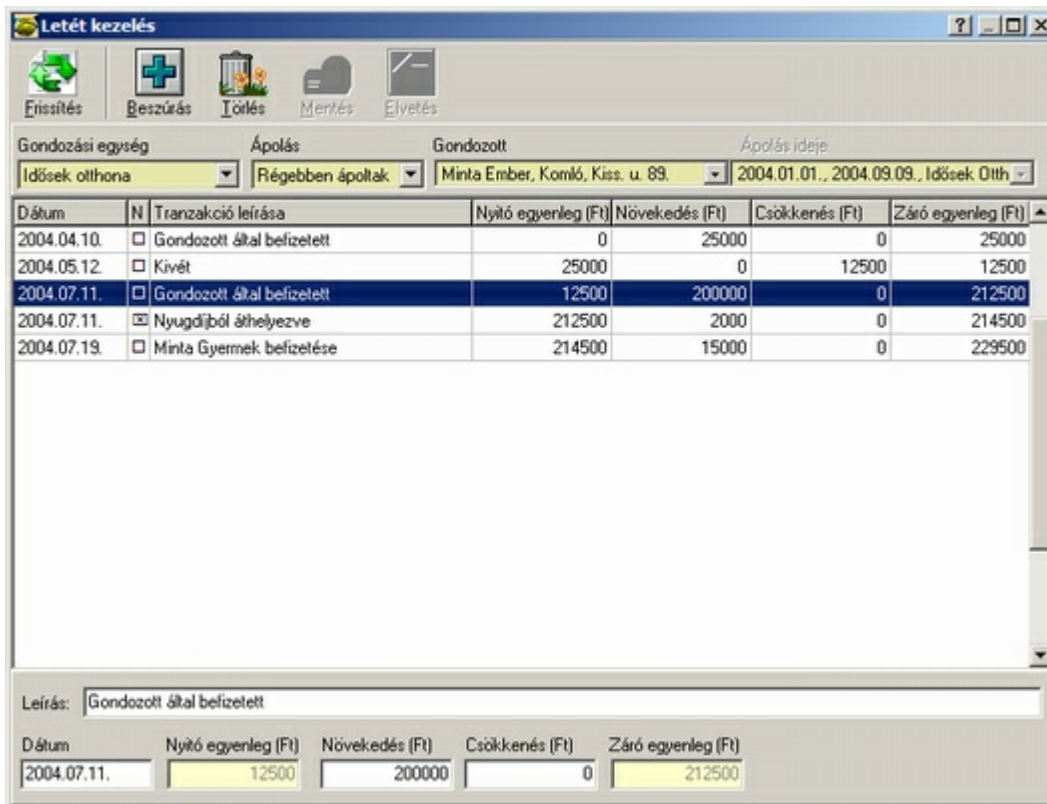 Letét kezelés
Frissítés Beszúrás Törlés Mentés Elvetés
Gondozási egység Ápolás Gondozott Ápolás ideje
Idősek otthona Régebben ápoltak Minta Ember, Komló, Kiss. u. 89. 2004.01.01., 2004.09.09., Idősek Otth
Dátum N Tranzakció leírása Nyitó egyenleg (Ft) Növekedés (Ft) Csökkenés (Ft) Záró egyenleg (Ft)
2004.04.10. Gondozott által befizetett 0 25000 0 25000
2004.05.12. Kivét 25000 0 12500 12500
2004.07.11. Gondozott által befizetett 12500 200000 0 212500
2004.07.11. Nyugdíjból áthelyezve 212500 2000 0 214500
2004.07.19. Minta Gyermek befizetése 214500 15000 0 229500
Leírás: Gondozott által befizetett
Dátum Nyitó egyenleg (Ft) Növekedés (Ft) Csökkenés (Ft) Záró egyenleg (Ft)
2004.07.11. 12500 200000 0 212500